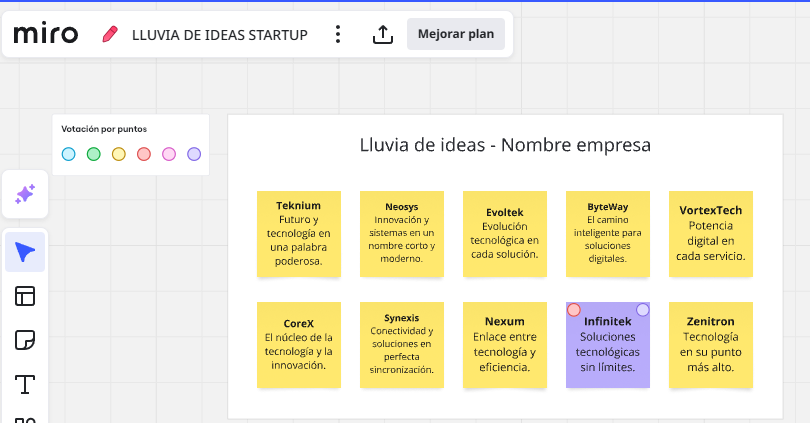 miro LLUVIA DE IDEAS STARTUP Mejorar plan
Votación por puntos
Lluvia de ideas - Nombre empresa
Teknium
Futuro y
tecnología en
una palabra
poderosa.
Neosys
Innovación y
sistemas en un
nombre corto y
moderno.
Evoltek
Evolución
tecnológica en
cada solución.
ByteWay
El camino
inteligente para
soluciones
digitales.
VortexTech
Potencia
digital en
cada servicio.
CoreX
El núcleo de la
tecnología y la
innovación.
Synexis
Conectividad y
soluciones en
perfecta
sincronización.
Nexum
Enlace entre
tecnología y
eficiencia.
Infinitek
Soluciones
tecnológicas
sin límites.
Zenitron
Tecnología
en su punto
más alto.